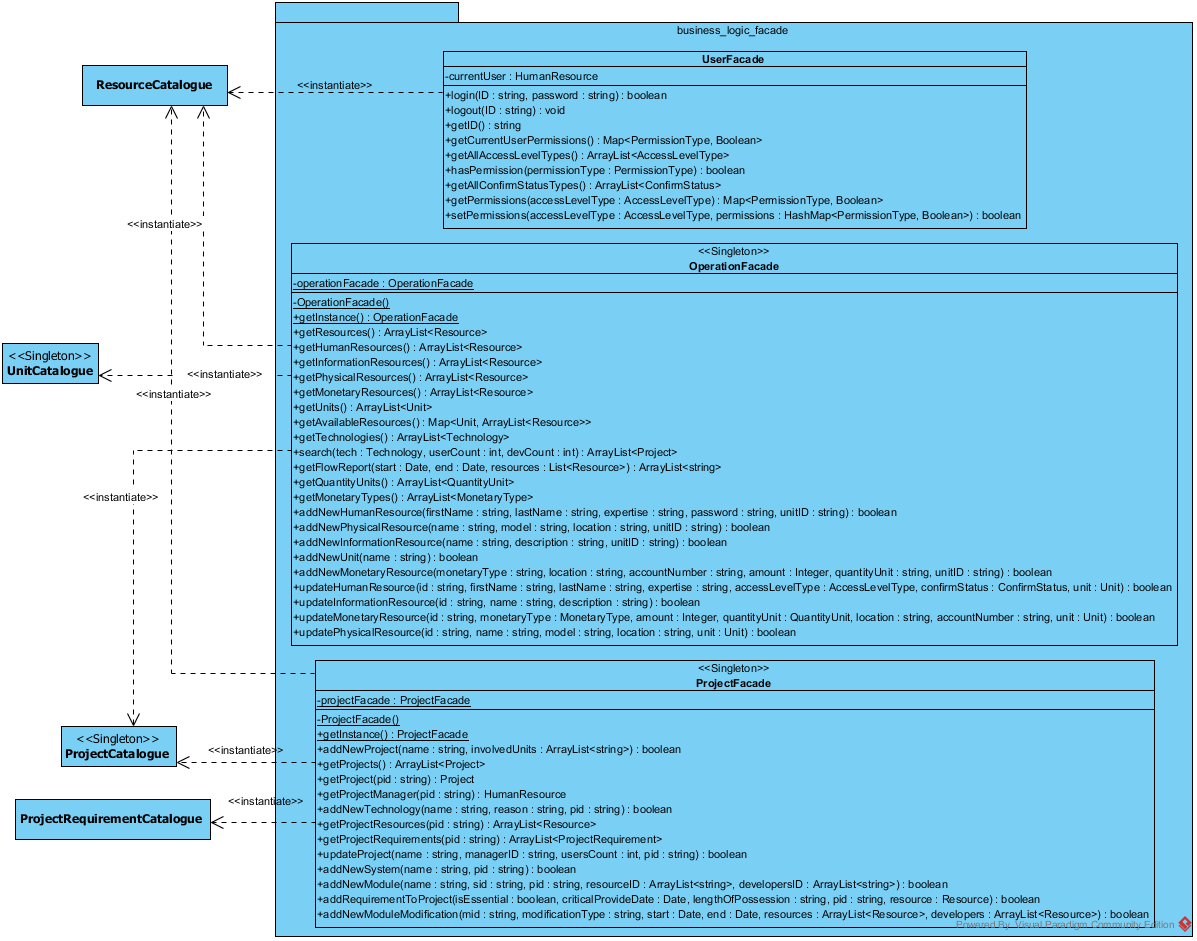 business_logic_facade
UserFacade
-currentUser : HumanResource
+login(ID : string, password : string) : boolean
+logout(ID : string) : void
+getID() : string
+getCurrentUserPermissions() : Map<PermissionType, Boolean>
+getAllAccessLevelTypes() : ArrayList<AccessLevelType>
+hasPermission(permissionType : PermissionType) : boolean
+getAllConfirmStatusTypes() : ArrayList<ConfirmStatus>
+getPermissions(accessLevelType : AccessLevelType) : Map<PermissionType, Boolean>
+setPermissions(accessLevelType : AccessLevelType, permissions : HashMap<PermissionType, Boolean>) : boolean
ResourceCatalogue
<<instantiate>>
<<instantiate>>
<<Singleton>>
OperationFacade
-operationFacade : OperationFacade
-OperationFacade()
+getInstance() : OperationFacade
+getResources() : ArrayList<Resource>
+getHumanResources() : ArrayList<Resource>
+getInformationResources() : ArrayList<Resource>
+getPhysicalResources() : ArrayList<Resource>
+getMonetaryResources() : ArrayList<Resource>
+getUnits() : ArrayList<Unit>
+getAvailableResources() : Map<Unit, ArrayList<Resource>>
+getTechnologies() : ArrayList<Technology>
+search(tech : Technology, userCount : int, devCount : int) : ArrayList<Project>
+getFlowReport(start : Date, end : Date, resources : List<Resource>) : ArrayList<string>
+getQuantityUnits() : ArrayList<QuantityUnit>
+getMonetaryTypes() : ArrayList<MonetaryType>
+addNewHumanResource(firstName : string, lastName : string, expertise : string, password : string, unitID : string) : boolean
+addNewPhysicalResource(name : string, model : string, location : string, unitID : string) : boolean
+addNewInformationResource(name : string, description : string, unitID : string) : boolean
+addNewUnit(name : string) : boolean
+addNewMonetaryResource(monetaryType : string, location : string, accountNumber : string, amount : Integer, quantityUnit : string, unitID : string) : boolean
+updateHumanResource(id : string, firstName : string, lastName : string, expertise : string, accessLevelType : AccessLevelType, confirmStatus : ConfirmStatus, unit : Unit) : boolean
+updateInformationResource(id : string, name : string, description : string) : boolean
+updateMonetaryResource(id : string, monetaryType : MonetaryType, amount : Integer, quantityUnit : QuantityUnit, location : string, accountNumber : string, unit : Unit) : boolean
+updatePhysicalResource(id : string, name : string, model : string, location : string, unit : Unit) : boolean
<<Singleton>>
UnitCatalogue
<<instantiate>>
<<instantiate>>
<<instantiate>>
<<Singleton>>
ProjectFacade
-projectFacade : ProjectFacade
-ProjectFacade()
+getInstance() : ProjectFacade
+addNewProject(name : string, involvedUnits : ArrayList<string>) : boolean
+getProjects() : ArrayList<Project>
+getProject(pid : string) : Project
+getProjectManager(pid : string) : HumanResource
+addNewTechnology(name : string, reason : string, pid : string) : boolean
+getProjectResources(pid : string) : ArrayList<Resource>
+getProjectRequirements(pid : string) : ArrayList<ProjectRequirement>
+updateProject(name : string, managerID : string, usersCount : int, pid : string) : boolean
+addNewSystem(name : string, pid : string) : boolean
+addNewModule(name : string, sid : string, pid : string, resourceID : ArrayList<string>, developersID : ArrayList<string>) : boolean
+addRequirementToProject(isEssential : boolean, criticalProvideDate : Date, lengthOfPossession : string, pid : string, resource : Resource) : boolean
+addNewModuleModification(mid : string, modificationType : string, start : Date, end : Date, resources : ArrayList<Resource>, developers : ArrayList<Resource>) : boolean
<<Singleton>>
ProjectCatalogue
<<instantiate>>
ProjectRequirementCatalogue
<<instantiate>>
Powered By Visual Paradigm Community Edition